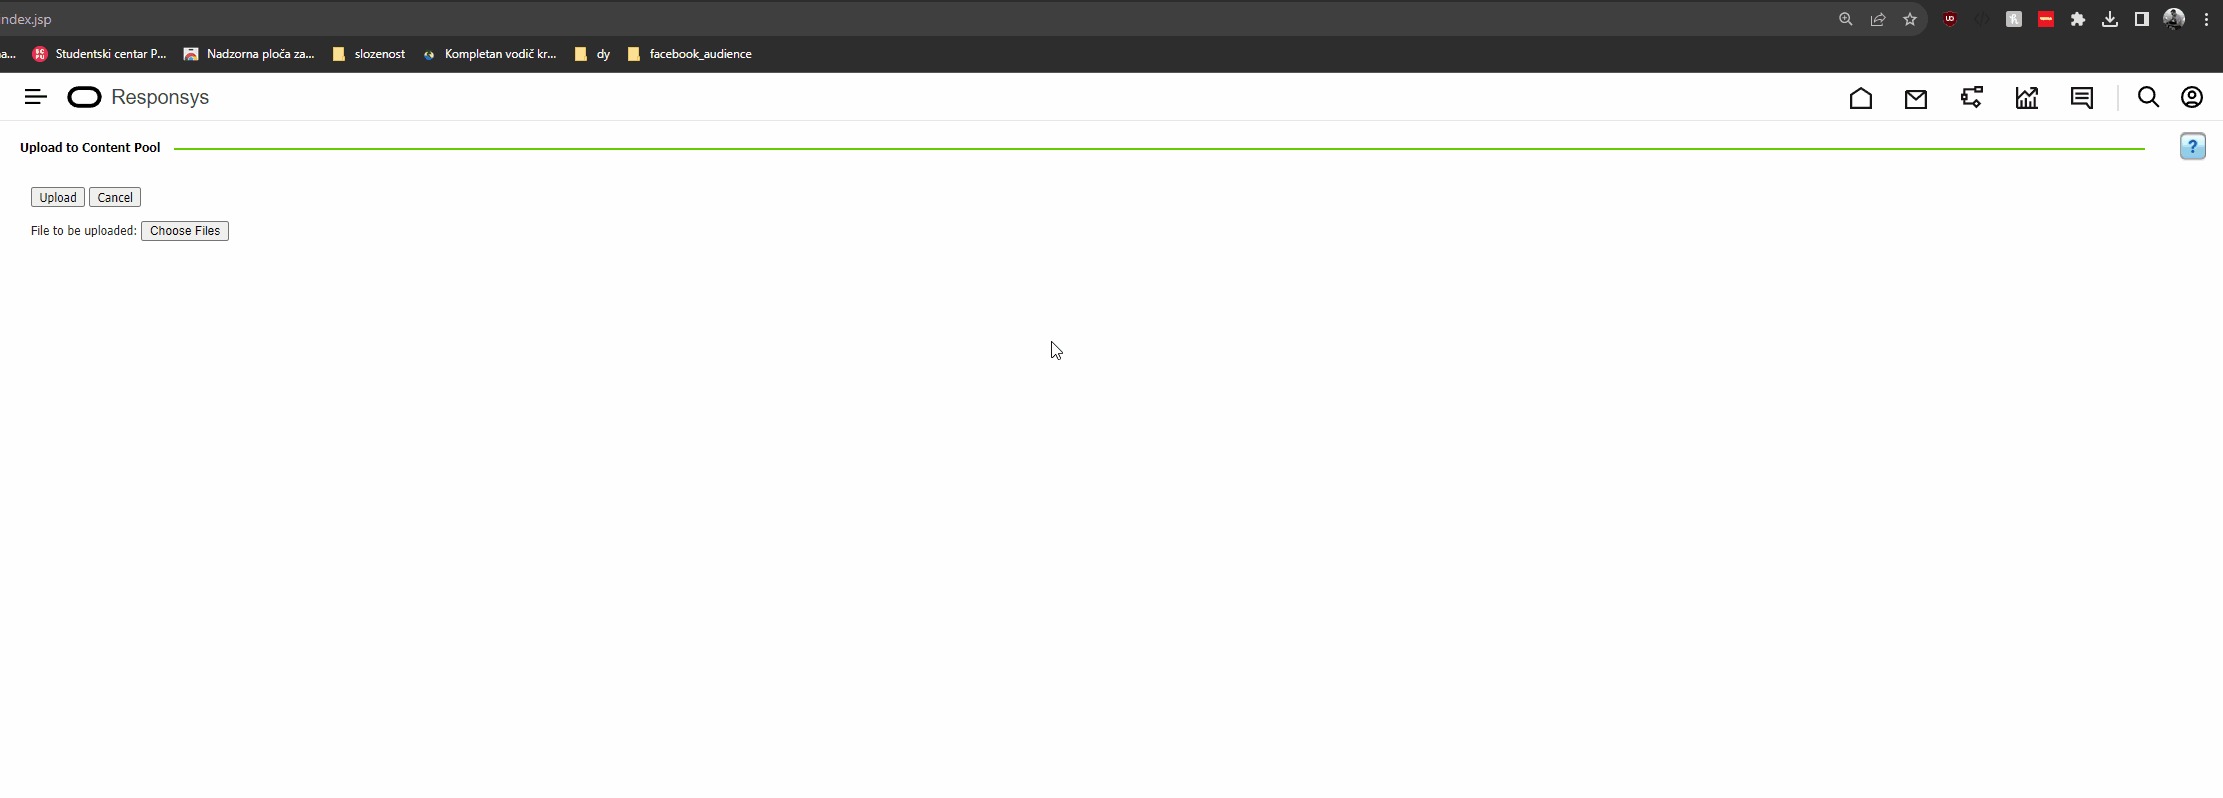 index.jsp
a... Studentski centar P... Nadzorna ploča za... slozenost Kompletan vodič kr... dy facebook_audience
Responsys
Upload to Content Pool
?
Upload Cancel
File to be uploaded: Choose Files